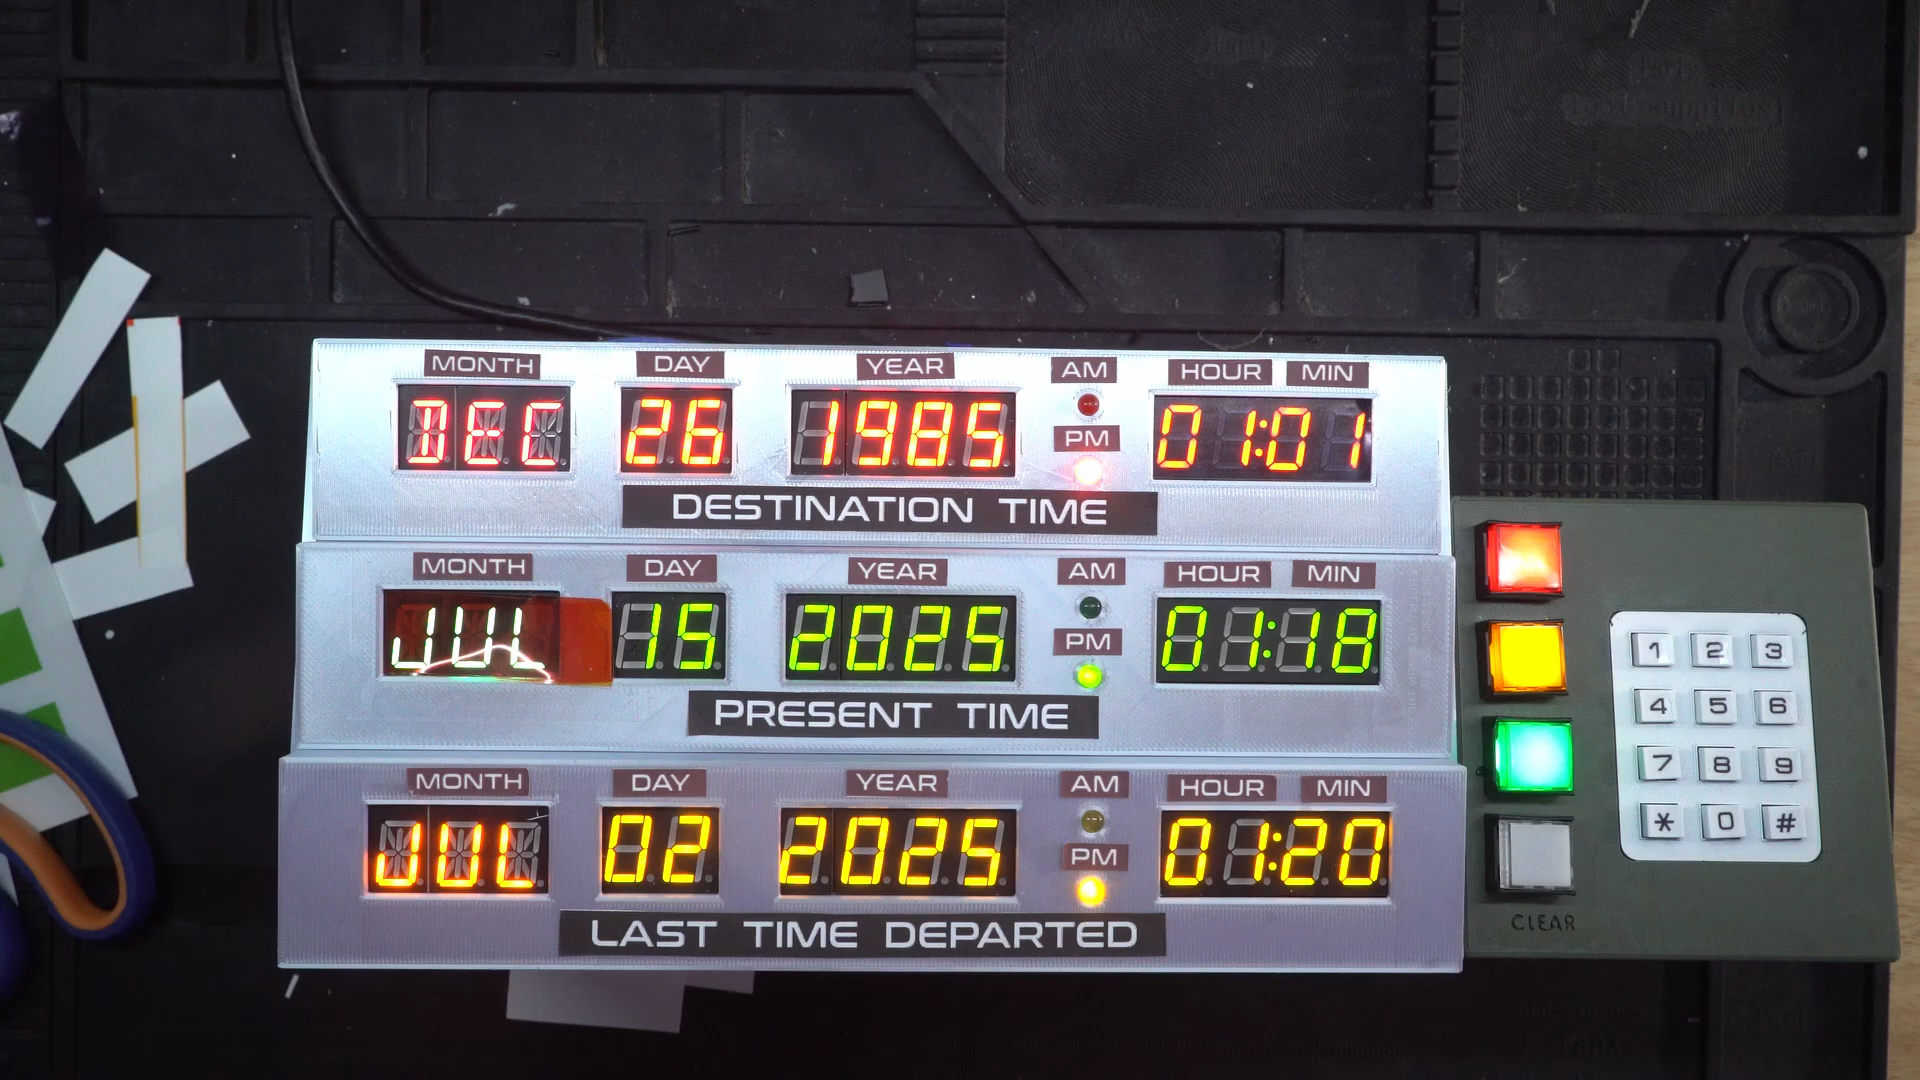 MONTH DAY YEAR AM HOUR MIN
DEC 26 1985 PM 01:01
DESTINATION TIME
MONTH DAY YEAR AM HOUR MIN
JUL 15 2025 PM 01:18
PRESENT TIME
MONTH DAY YEAR AM HOUR MIN
JUL 02 2025 PM 01:20
LAST TIME DEPARTED
1 2 3
4 5 6
7 8 9
* 0 #
CLEAR